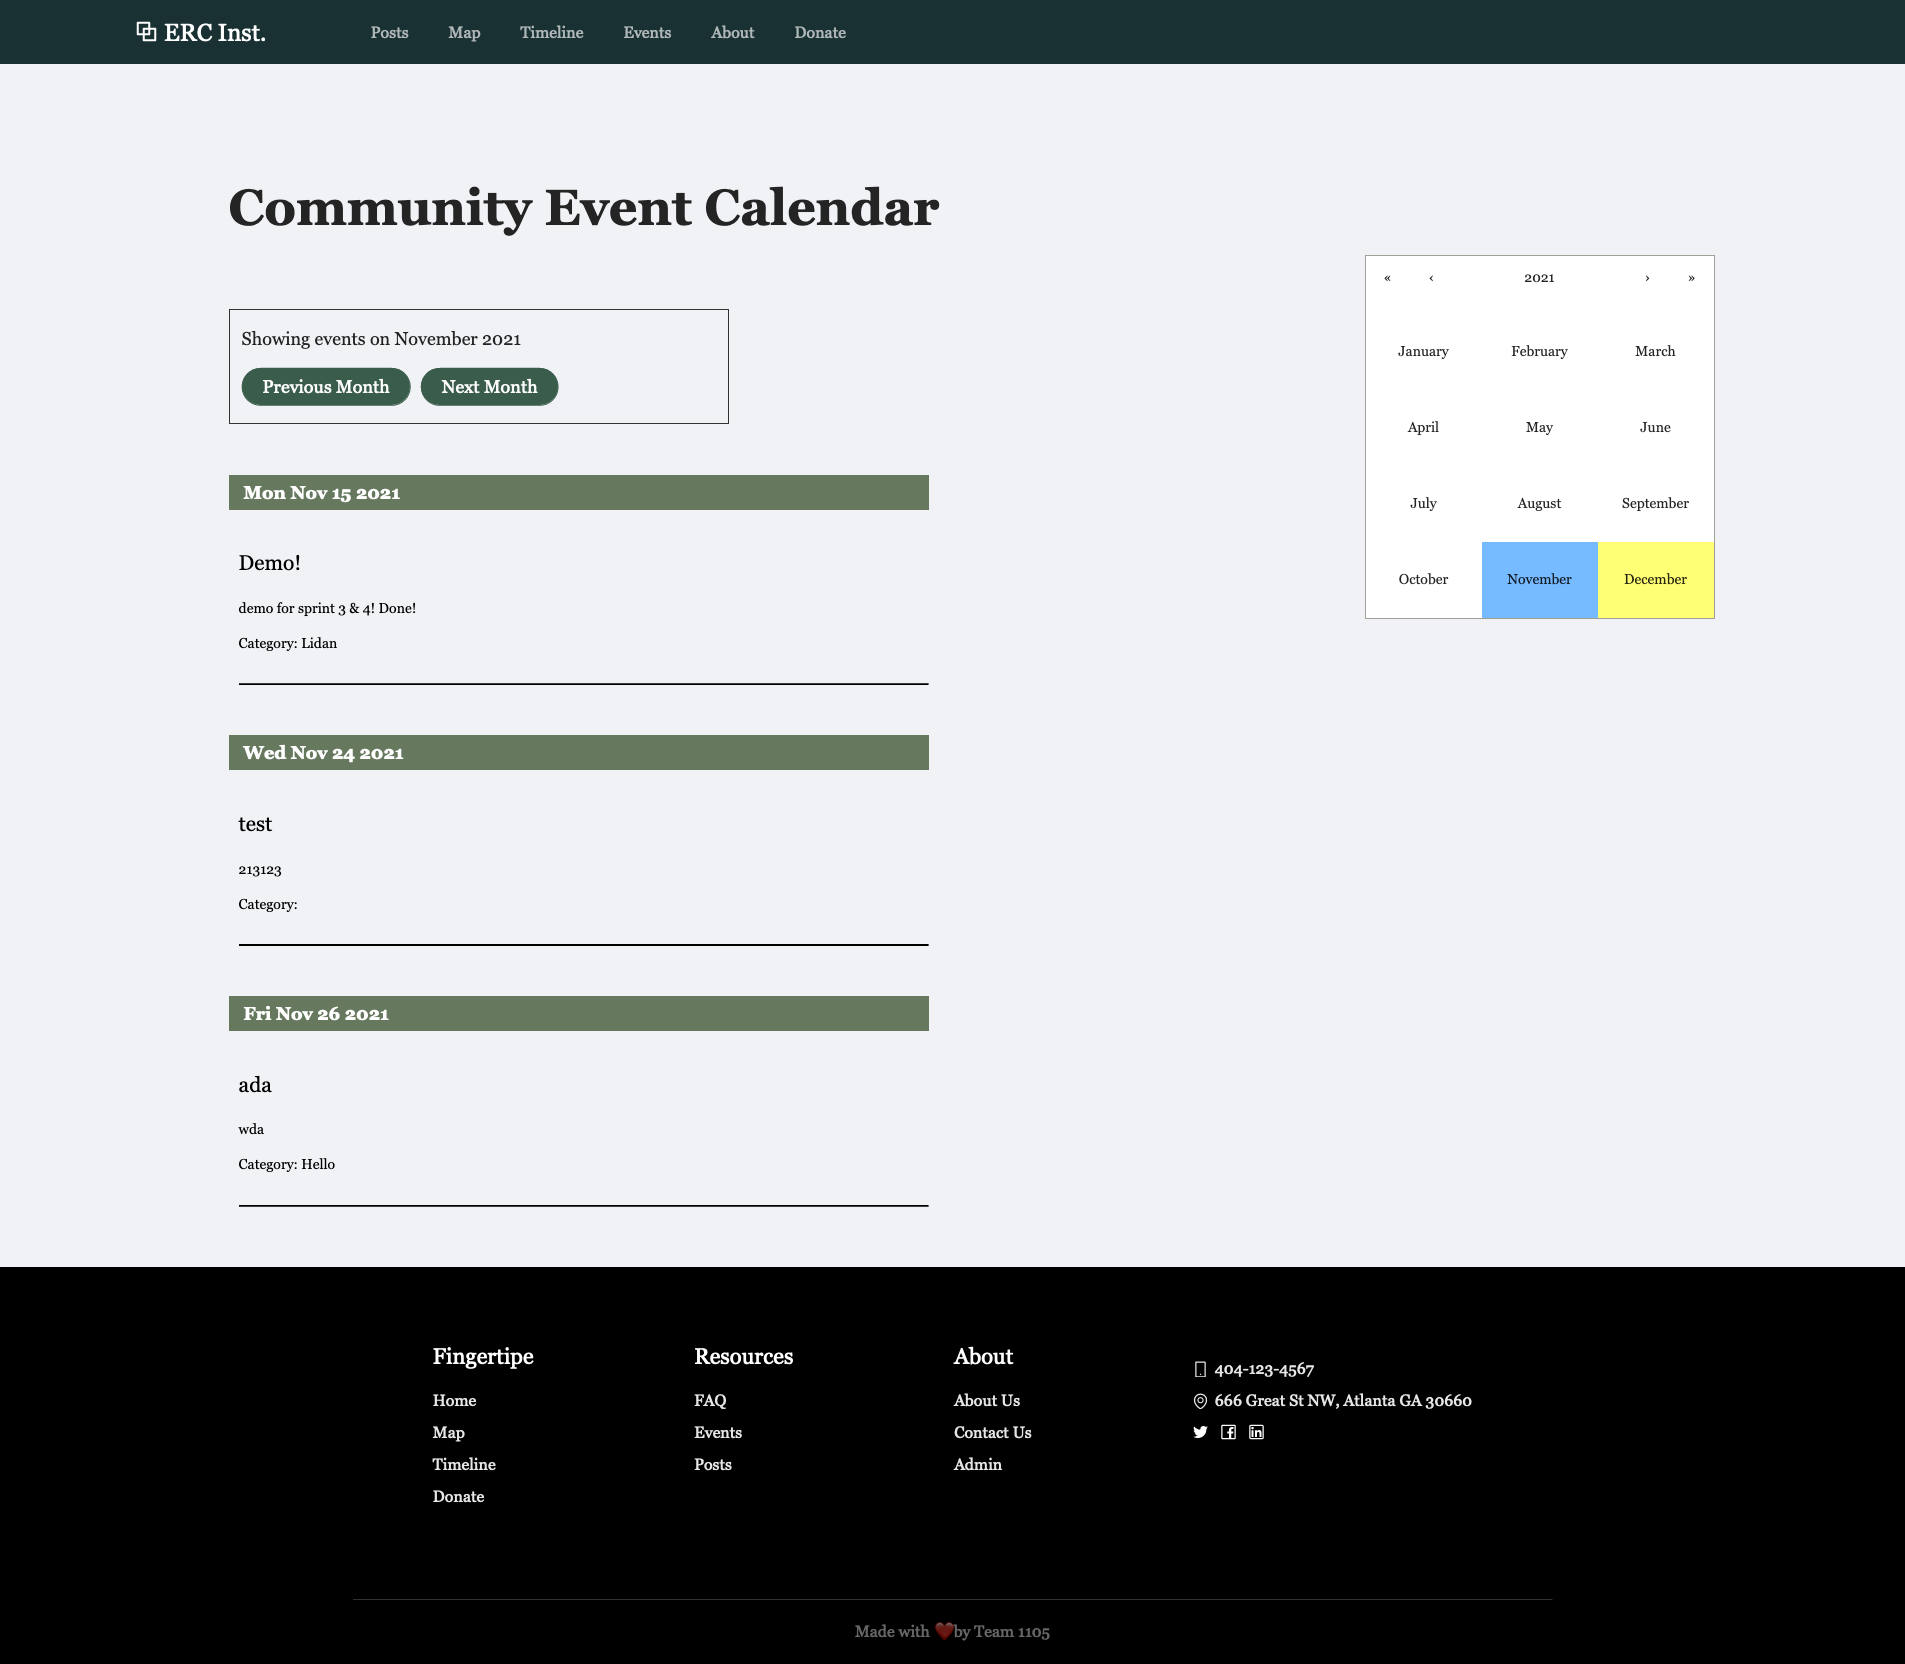 ERC Inst.
Posts Map Timeline Events About Donate
Community Event Calendar
Showing events on November 2021
Previous Month Next Month
« ‹ 2021 › »
January February March
April May June
July August September
October November December
Mon Nov 15 2021
Demo!
demo for sprint 3 & 4! Done!
Category: Lidan
Wed Nov 24 2021
test
213123
Category:
Fri Nov 26 2021
ada
wda
Category: Hello
Fingertipe
Home
Map
Timeline
Donate
Resources
FAQ
Events
Posts
About
About Us
Contact Us
Admin
404-123-4567
666 Great St NW, Atlanta GA 30660
Made with ❤️by Team 1105